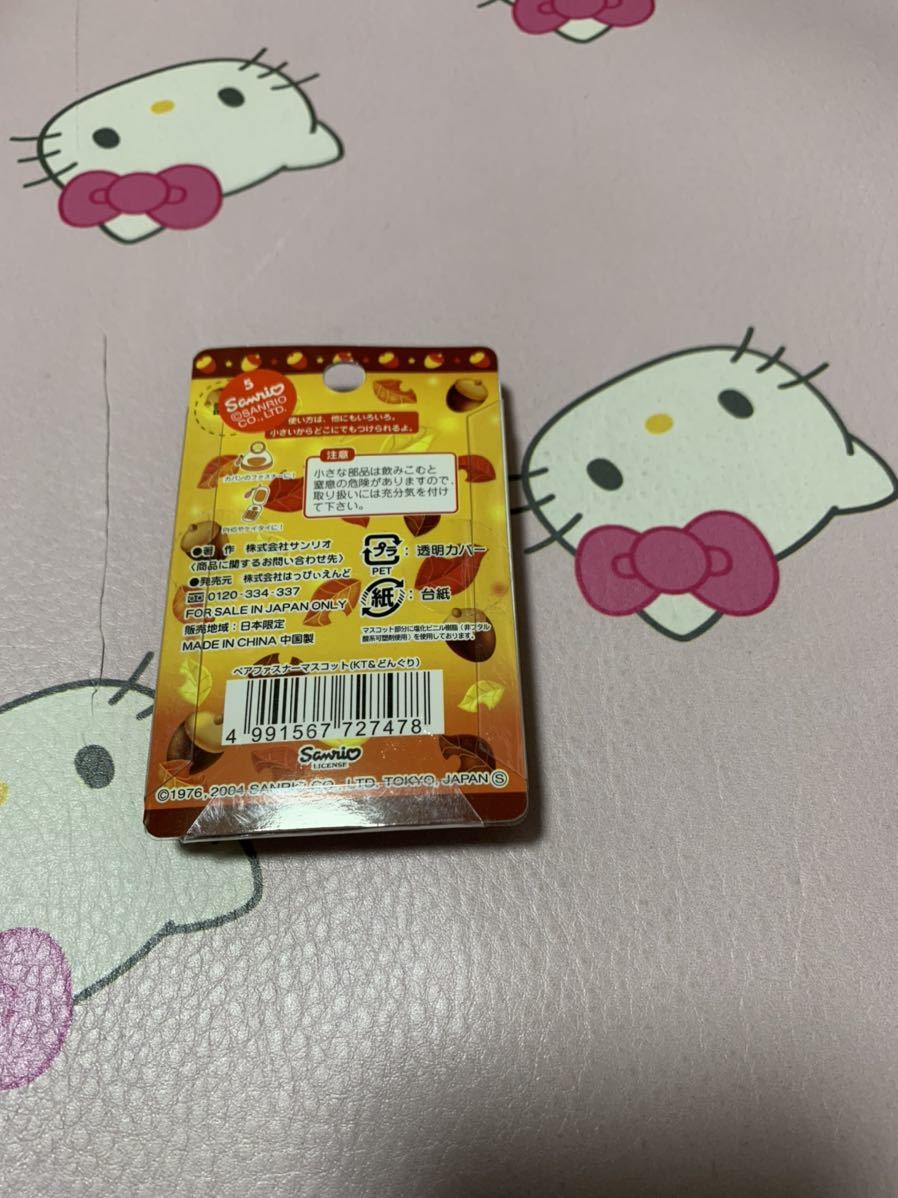 5
Sanrio
©SANRIO
CO.,LTD.
使い方は、他にもいろいろ。
小さいからどこにでもつけられるよ。
カバンのファスナーに!
PHSやケイタイに!
注意
小さな部品は飲みこむと
窒息の危険がありますので、
取り扱いには充分気を付け
て下さい。
●著 作 株式会社サンリオ
〈商品に関するお問い合わせ先〉
●発売元 株式会社はっぴぃえんど
0120-334-337
FOR SALE IN JAPAN ONLY
販売地域:日本限定
MADE IN CHINA 中国製
プラ
:透明カバー
PET
紙
:台紙
マスコット部分に塩化ビニル樹脂(非フタル
酸系可塑剤使用)を使用しております。
ペアファスナーマスコット(KT&どんぐり)
4 991567 727478
Sanrio
LICENSE
©1976, 2004 SANRIO CO., LTD. TOKYO, JAPAN Ⓢ